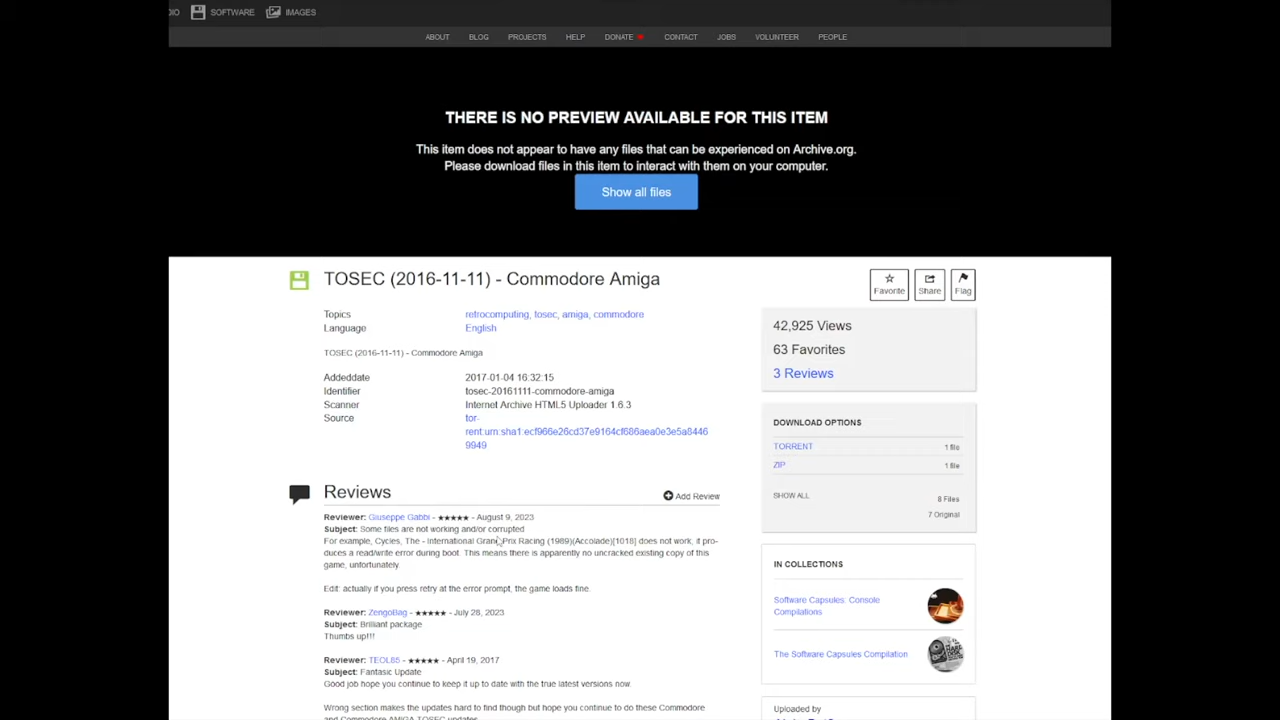 DIO SOFTWARE IMAGES
ABOUT BLOG PROJECTS HELP DONATE CONTACT JOBS VOLUNTEER PEOPLE
THERE IS NO PREVIEW AVAILABLE FOR THIS ITEM
This item does not appear to have any files that can be experienced on Archive.org.
Please download files in this item to interact with them on your computer.
Show all files
TOSEC (2016-11-11) - Commodore Amiga
Favorite Share Flag
Topics retrocomputing, tosec, amiga, commodore
Language English
TOSEC (2016-11-11) - Commodore Amiga
Addeddate 2017-01-04 16:32:15
Identifier tosec-20161111-commodore-amiga
Scanner Internet Archive HTML5 Uploader 1.6.3
Source tor-
rent:urn:sha1:ecf966e26cd37e9164cf686aea0e3e5a8446
9949
42,925 Views
63 Favorites
3 Reviews
DOWNLOAD OPTIONS
TORRENT 1 file
ZIP 1 file
SHOW ALL 8 Files
7 Original
Reviews Add Review
Reviewer: Giuseppe Gabbi - ★★★★★ - August 9, 2023
Subject: Some files are not working and/or corrupted
For example, Cycles, The - International Grand Prix Racing (1989)(Accolade)[1018] does not work, it pro-
duces a read/write error during boot. This means there is apparently no uncracked existing copy of this
game, unfortunately.
Edit: actually if you press retry at the error prompt, the game loads fine.
Reviewer: ZengoBag - ★★★★★ - July 28, 2023
Subject: Brilliant package
Thumbs up!!!
Reviewer: TEOL85 - ★★★★★ - April 19, 2017
Subject: Fantasic Update
Good job hope you continue to keep it up to date with the true latest versions now.
Wrong section makes the updates hard to find though but hope you continue to do these Commodore
and Commodore AMIGA TOSEC updates.
IN COLLECTIONS
Software Capsules: Console
Compilations
The Software Capsules Compilation
Uploaded by